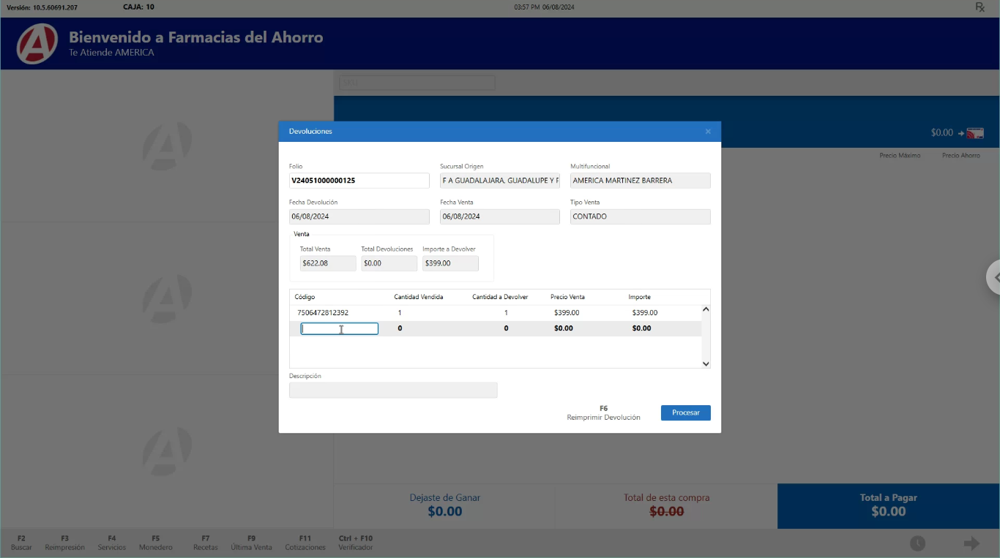 Versión: 10.5.60691.207
CAJA: 10
03:57 PM 06/08/2024
Bienvenido a Farmacias del Ahorro
Te Atiende AMERICA
SKU
$0.00
Precio Máximo
Precio Ahorro
Devoluciones
Folio
Sucursal Origen
Multifuncional
V24051000000125
F A GUADALAJARA, GUADALUPE Y F
AMERICA MARTINEZ BARRERA
Fecha Devolución
Fecha Venta
Tipo Venta
06/08/2024
06/08/2024
CONTADO
Venta
Total Venta
Total Devoluciones
Importe a Devolver
$622.08
$0.00
$399.00
Código
Cantidad Vendida
Cantidad a Devolver
Precio Venta
Importe
7506472812392
1
1
$399.00
$399.00
0
0
$0.00
$0.00
Descripción
F6
Reimprimir Devolución
Procesar
Dejaste de Ganar
$0.00
Total de esta compra
$0.00
Total a Pagar
$0.00
F2
Buscar
F3
Reimpresión
F4
Servicios
F5
Monedero
F7
Recetas
F9
Última Venta
F11
Cotizaciones
Ctrl + F10
Verificador